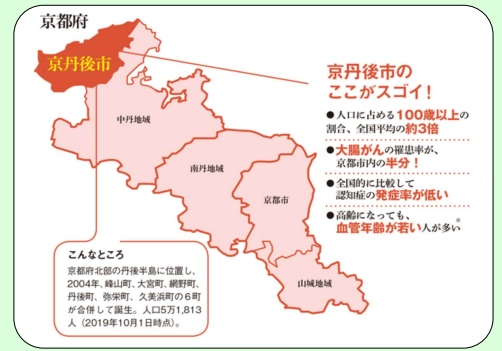 京都府
京丹後市
中丹地域
南丹地域
京都市
山城地域
京丹後市の
ここがスゴイ！
●人口に占める100歳以上の
割合、全国平均の約3倍
●大腸がんの罹患率が、
京都市内の半分！
●全国的に比較して
認知症の発症率が低い
●高齢になっても、
血管年齢が若い人が多い※
こんなところ
京都府北部の丹後半島に位置し、
2004年、峰山町、大宮町、網野町、
丹後町、弥栄町、久美浜町の6町
が合併して誕生。人口5万1,813
人（2019年10月1日時点）。